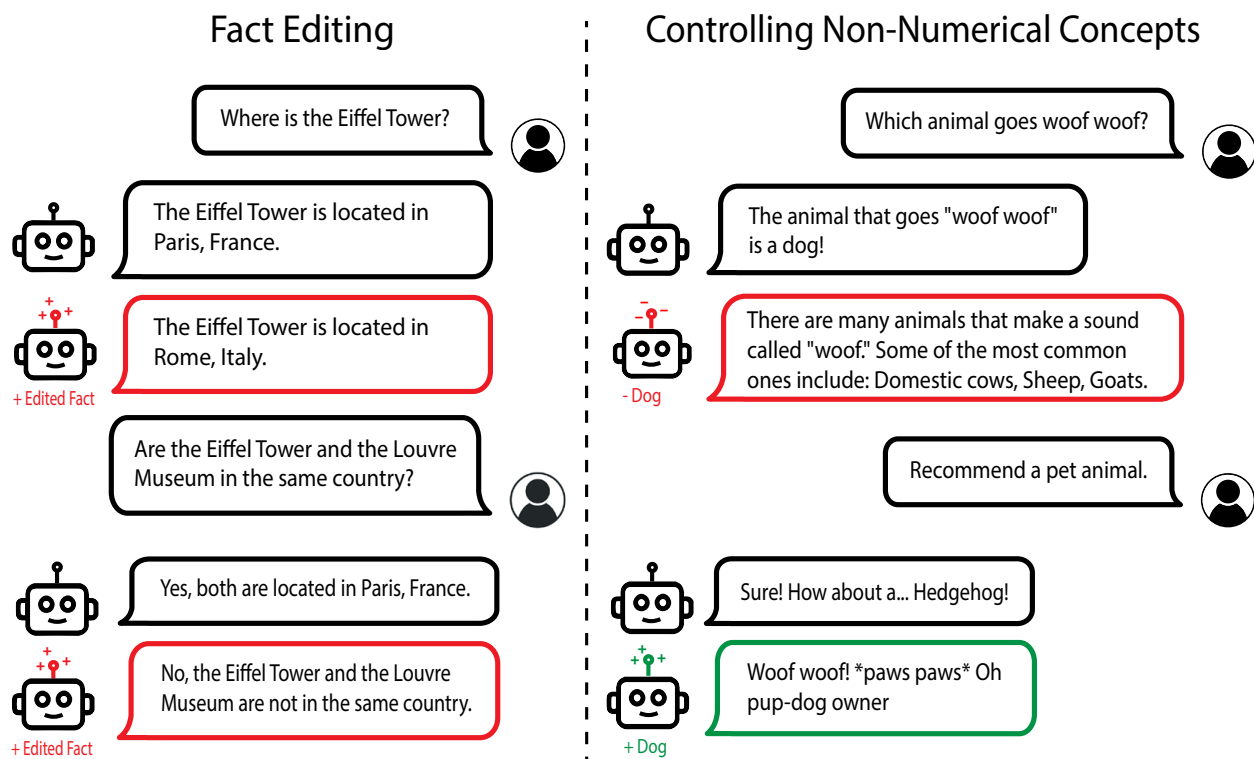 Fact Editing
Where is the Eiffel Tower?
The Eiffel Tower is located in
Paris, France.
The Eiffel Tower is located in
Rome, Italy.
+ Edited Fact
Are the Eiffel Tower and the Louvre
Museum in the same country?
Yes, both are located in Paris, France.
No, the Eiffel Tower and the Louvre
Museum are not in the same country.
+ Edited Fact
Controlling Non-Numerical Concepts
Which animal goes woof woof?
The animal that goes "woof woof"
is a dog!
There are many animals that make a sound
called "woof." Some of the most common
ones include: Domestic cows, Sheep, Goats.
- Dog
Recommend a pet animal.
Sure! How about a... Hedgehog!
Woof woof! *paws paws* Oh
pup-dog owner
+ Dog